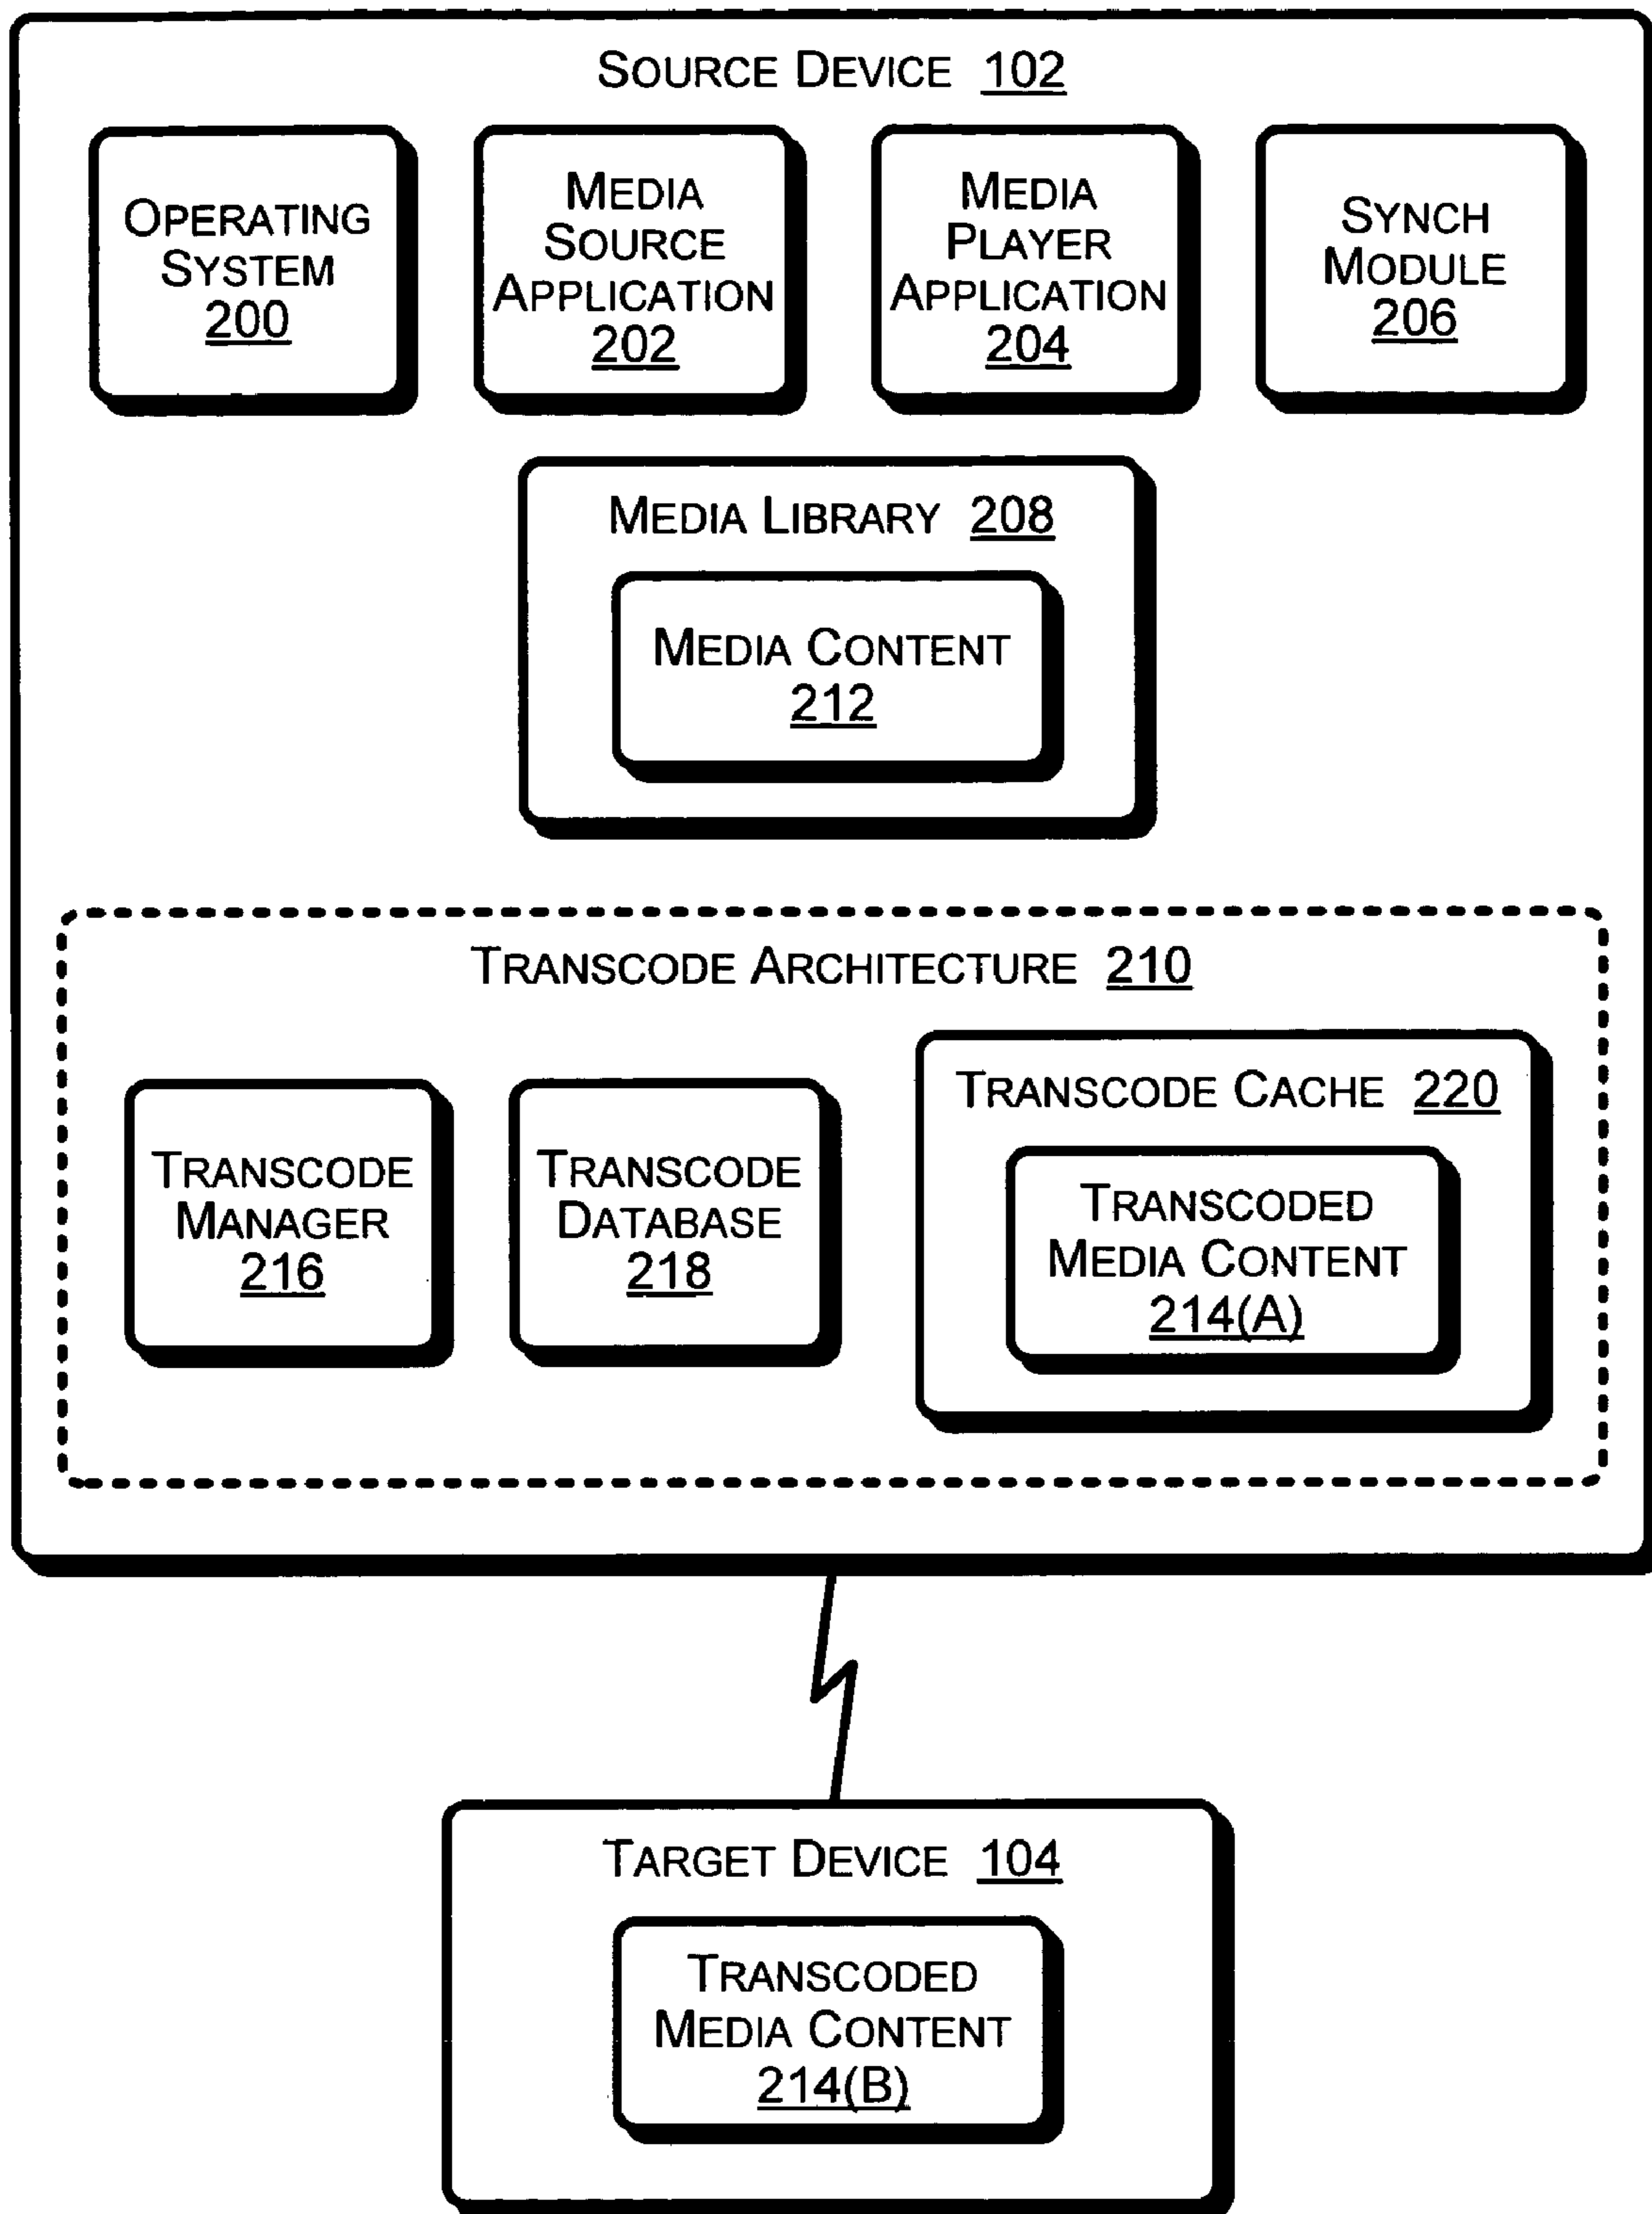 SOURCE DEVICE 102
OPERATING
SYSTEM
200
MEDIA
SOURCE
APPLICATION
202
MEDIA
PLAYER
APPLICATION
204
SYNCH
MODULE
206
MEDIA LIBRARY 208
MEDIA CONTENT
212
TRANSCODE ARCHITECTURE 210
TRANSCODE
MANAGER
216
TRANSCODE
DATABASE
218
TRANSCODE CACHE 220
TRANSCODED
MEDIA CONTENT
214(A)
TARGET DEVICE 104
TRANSCODED
MEDIA CONTENT
214(B)